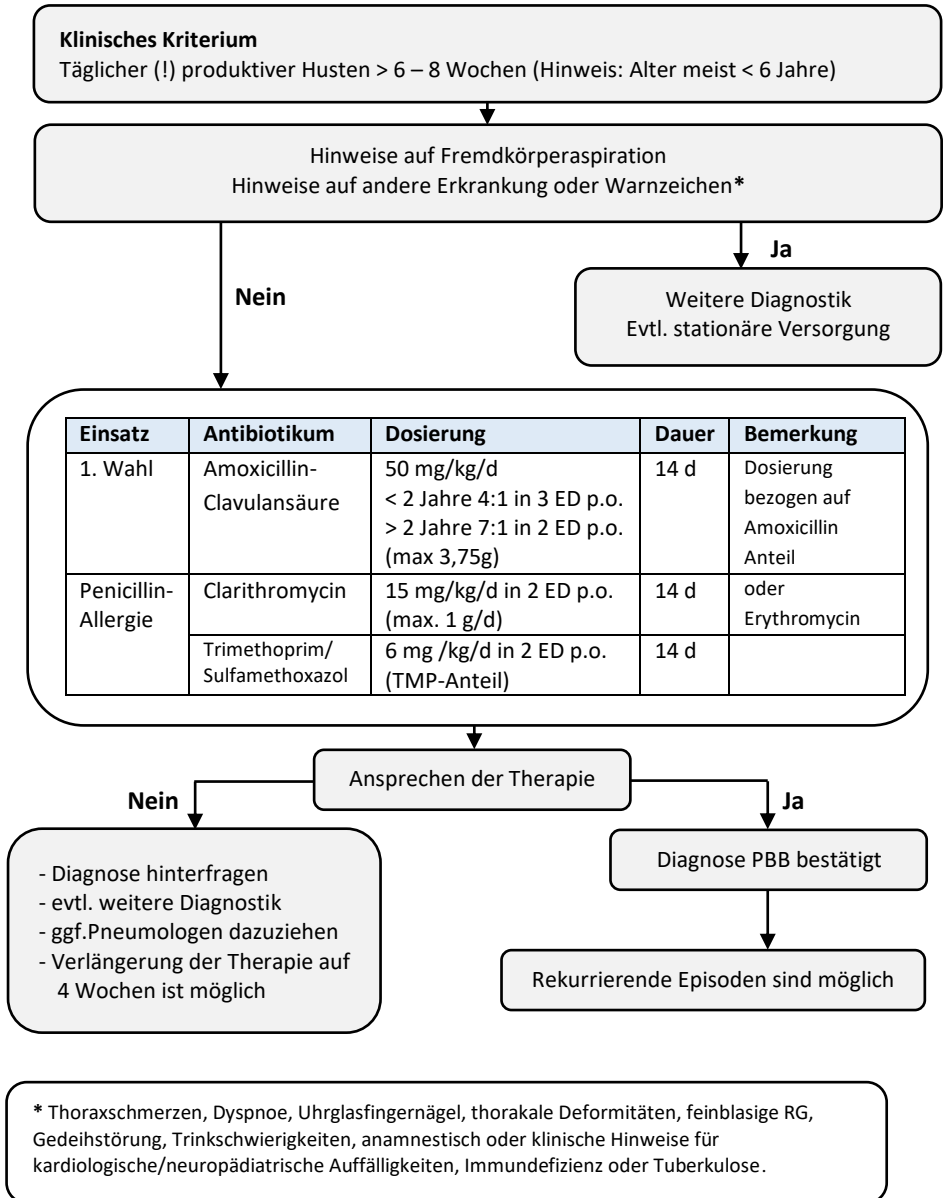 Klinisches Kriterium
Täglicher (!) produktiver Husten > 6 – 8 Wochen (Hinweis: Alter meist < 6 Jahre)
Hinweise auf Fremdkörperaspiration
Hinweise auf andere Erkrankung oder Warnzeichen*
Ja
Nein
Weitere Diagnostik
Evtl. stationäre Versorgung
Einsatz Antibiotikum Dosierung Dauer Bemerkung
1. Wahl Amoxicillin- 50 mg/kg/d 14 d Dosierung
Clavulansäure < 2 Jahre 4:1 in 3 ED p.o. bezogen auf
> 2 Jahre 7:1 in 2 ED p.o. Amoxicillin
(max 3,75g) Anteil
Penicillin- Clarithromycin 15 mg/kg/d in 2 ED p.o. 14 d oder
Allergie (max. 1 g/d) Erythromycin
Trimethoprim/ 6 mg /kg/d in 2 ED p.o. 14 d
Sulfamethoxazol (TMP-Anteil)
Ansprechen der Therapie
Nein
Ja
- Diagnose hinterfragen
- evtl. weitere Diagnostik
- ggf.Pneumologen dazuziehen
- Verlängerung der Therapie auf
4 Wochen ist möglich
Diagnose PBB bestätigt
Rekurrierende Episoden sind möglich
* Thoraxschmerzen, Dyspnoe, Uhrglasfingernägel, thorakale Deformitäten, feinblasige RG,
Gedeihstörung, Trinkschwierigkeiten, anamnestisch oder klinische Hinweise für
kardiologische/neuropädiatrische Auffälligkeiten, Immundefizienz oder Tuberkulose.